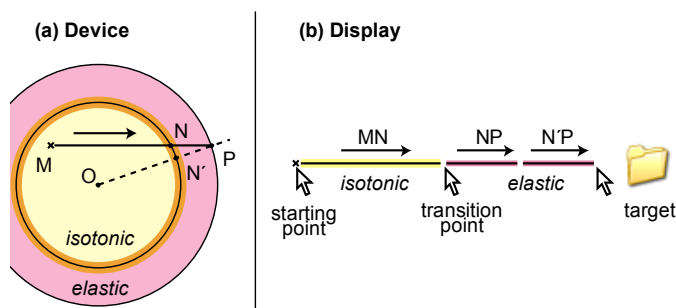 (a) Device
M
N
N´
P
O
isotonic
elastic
(b) Display
MN
NP
N´P
isotonic
elastic
starting
point
transition
point
target